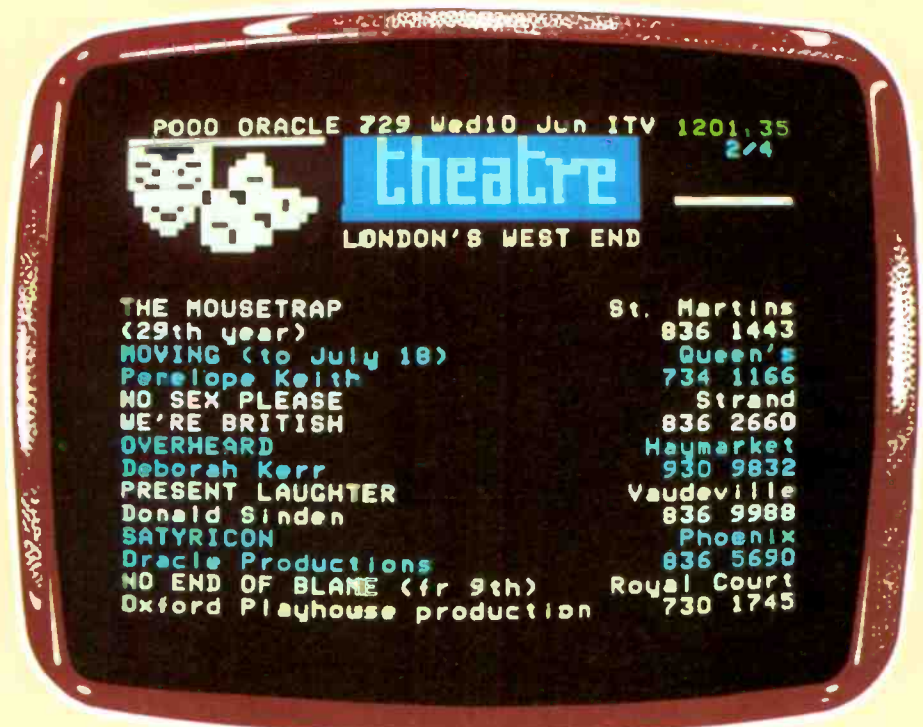 P000 ORACLE 729 Wed10 Jun ITV 1201:35
2/4
theatre
LONDON'S WEST END
THE MOUSETRAP St. Martins
(29th year) 836 1443
MOVING (to July 18) Queen's
Penelope Keith 734 1166
NO SEX PLEASE Strand
WE'RE BRITISH 836 2660
OVERHEARD Haymarket
Deborah Kerr 930 9832
PRESENT LAUGHTER Vaudeville
Donald Sinden 836 9988
SATYRICON Phoenix
Oracle Productions 836 5690
NO END OF BLAME (fr 9th) Royal Court
Oxford Playhouse production 730 1745